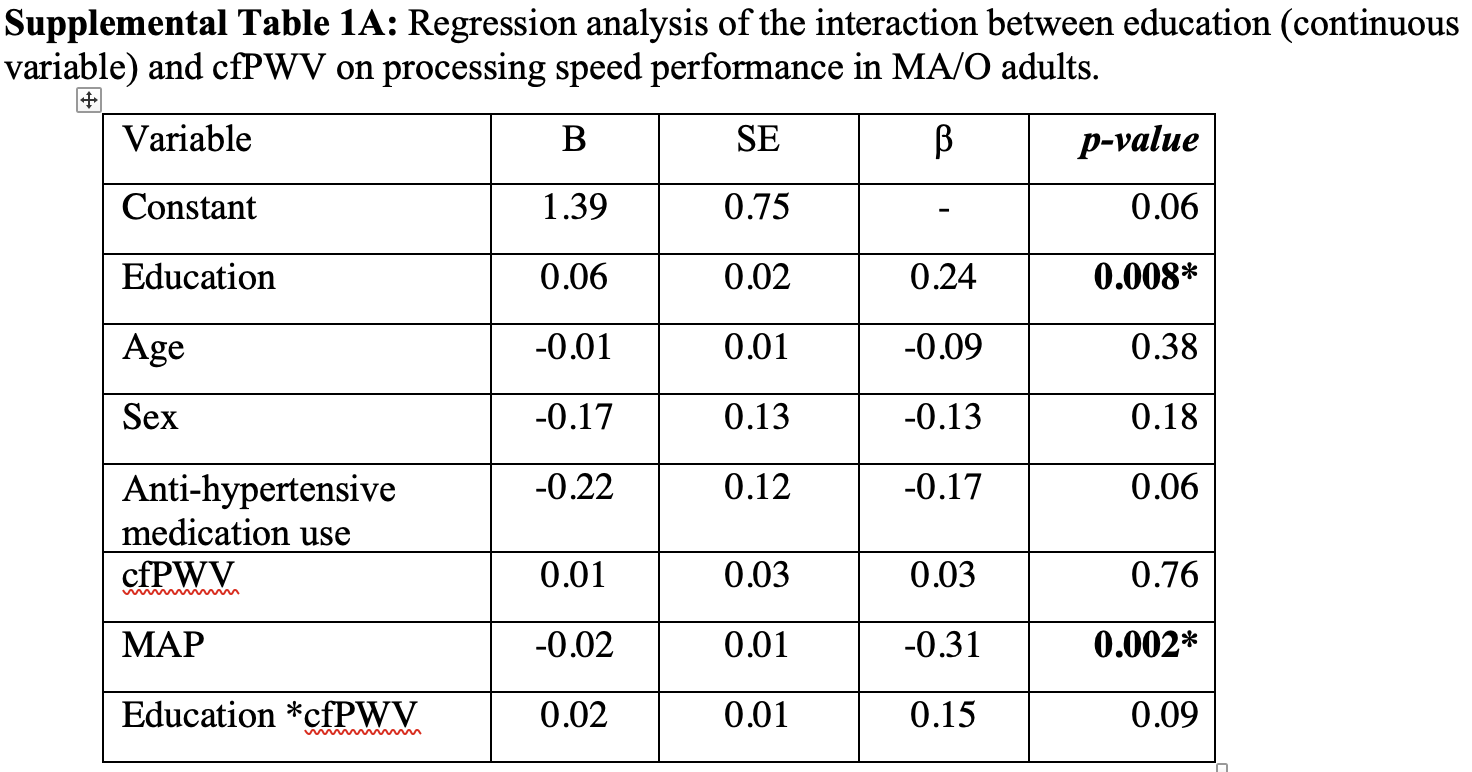 Supplemental Table 1A: Regression analysis of the interaction between education (continuous
variable) and cfPWV on processing speed performance in MA/O adults.
Variable B SE β p-value
Constant 1.39 0.75 - 0.06
Education 0.06 0.02 0.24 0.008*
Age -0.01 0.01 -0.09 0.38
Sex -0.17 0.13 -0.13 0.18
Anti-hypertensive -0.22 0.12 -0.17 0.06
medication use
cfPWV 0.01 0.03 0.03 0.76
MAP -0.02 0.01 -0.31 0.002*
Education *cfPWV 0.02 0.01 0.15 0.09